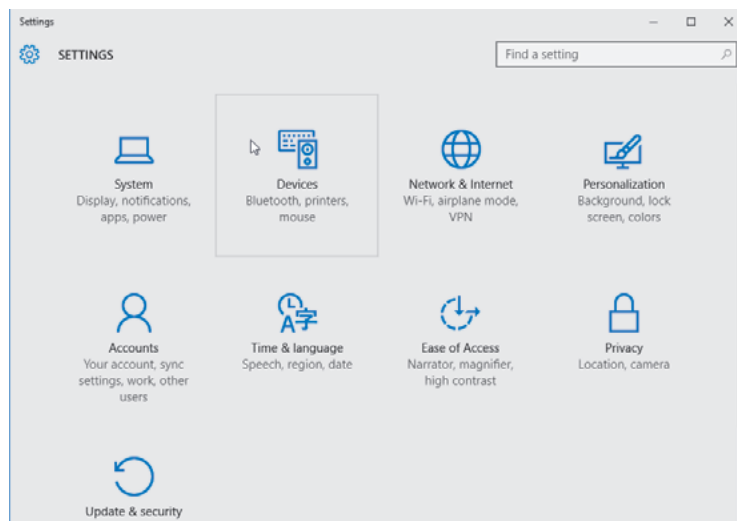 Settings
SETTINGS
Find a setting
System
Display, notifications,
apps, power
Devices
Bluetooth, printers,
mouse
Network & Internet
Wi-Fi, airplane mode,
VPN
Personalization
Background, lock
screen, colors
Accounts
Your account, sync
settings, work, other
users
Time & language
Speech, region, date
Ease of Access
Narrator, magnifier,
high contrast
Privacy
Location, camera
Update & security